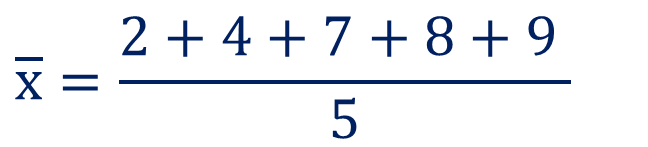 x̅ = 2 + 4 + 7 + 8 + 9
5